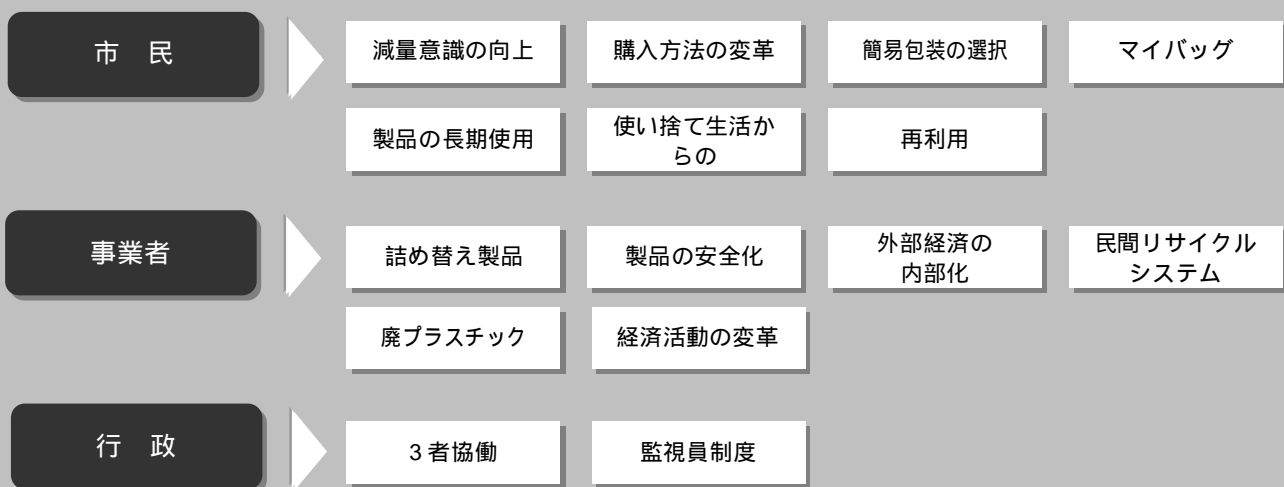 市　民
減量意識の向上
購入方法の変革
簡易包装の選択
マイバッグ
製品の長期使用
使い捨て生活か
らの
再利用
事業者
詰め替え製品
製品の安全化
外部経済の
内部化
民間リサイクル
システム
廃プラスチック
経済活動の変革
行　政
３者協働
監視員制度